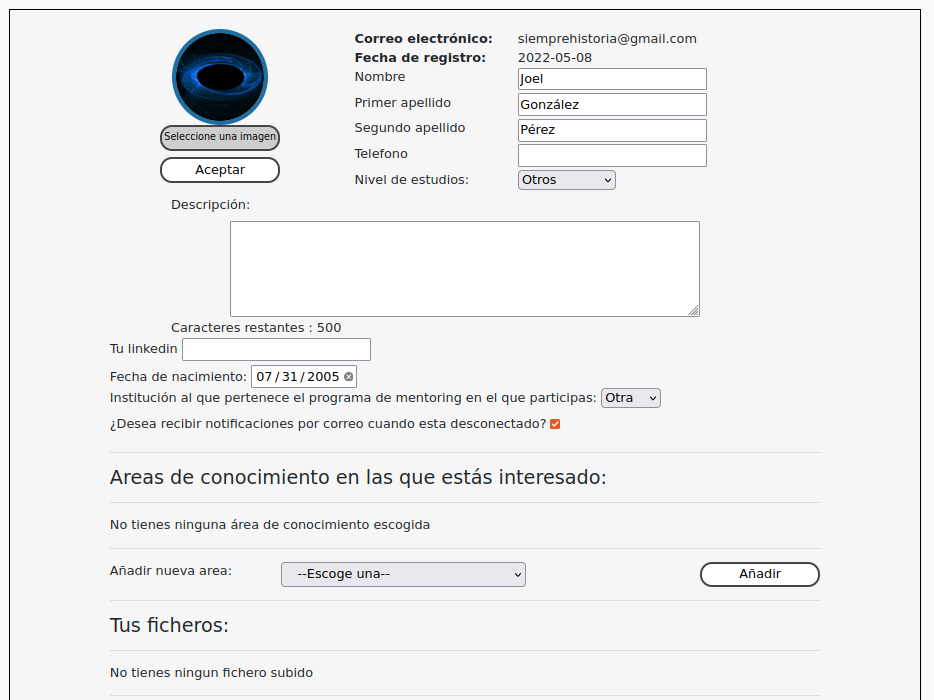 Correo electrónico: siemprehistoria@gmail.com
Fecha de registro: 2022-05-08
Nombre Joel
Primer apellido González
Segundo apellido Pérez
Telefono
Nivel de estudios: Otros
Seleccione una imagen
Aceptar
Descripción:
Caracteres restantes : 500
Tu linkedin
Fecha de nacimiento: 07/31/2005
Institución al que pertenece el programa de mentoring en el que participas: Otra
¿Desea recibir notificaciones por correo cuando esta desconectado?
Areas de conocimiento en las que estás interesado:
No tienes ninguna área de conocimiento escogida
Añadir nueva area: --Escoge una-- Añadir
Tus ficheros:
No tienes ningun fichero subido